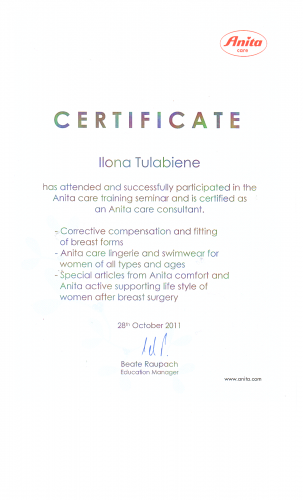 Anita
care
CERTIFICATE
Ilona Tulabiene
has attended and successfully participated in the
Anita care training seminar and is certified as
an Anita care consultant.
- Corrective compensation and fitting
of breast forms
- Anita care lingerie and swimwear for
women of all types and ages
- Special articles from Anita comfort and
Anita active supporting life style of
women after breast surgery
28th October 2011
Beate Raupach
Education Manager
www.anita.com